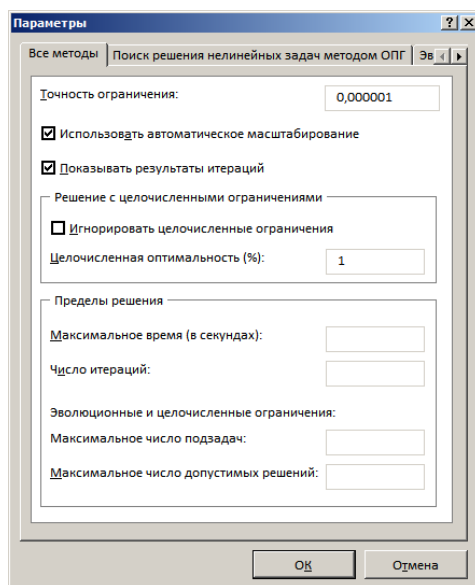 Параметры
Все методы Поиск решения нелинейных задач методом ОПГ Эв
Точность ограничения: 0,000001
Использовать автоматическое масштабирование
Показывать результаты итераций
Решение с целочисленными ограничениями
Игнорировать целочисленные ограничения
Целочисленная оптимальность (%): 1
Пределы решения
Максимальное время (в секундах):
Число итераций:
Эволюционные и целочисленные ограничения:
Максимальное число подзадач:
Максимальное число допустимых решений:
ОК Отмена